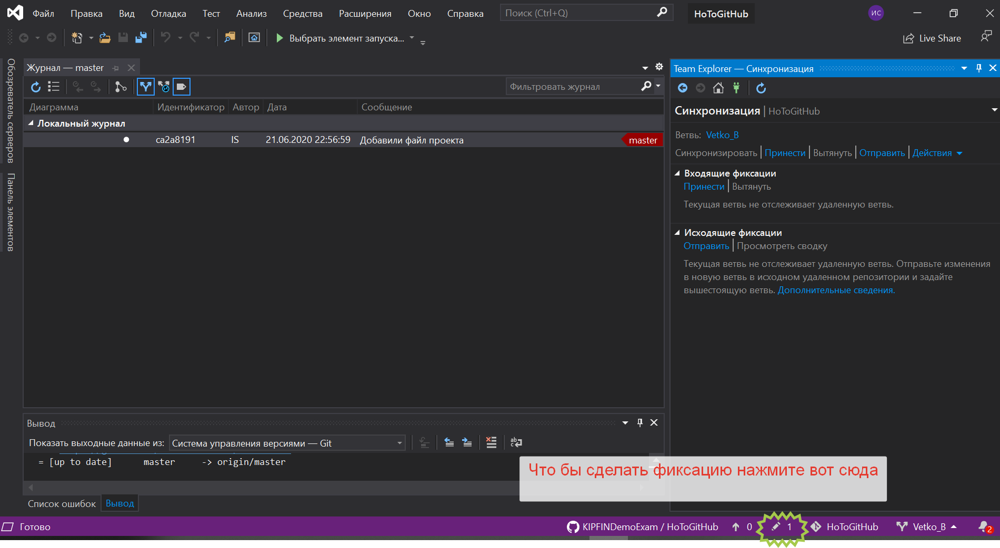 Файл Правка Вид Отладка Тест Анализ Средства Расширения Окно Справка Поиск (Ctrl+Q) HoToGitHub ИС
Выбрать элемент запуска... Live Share
Обозреватель серверов
Панель элементов
Журнал — master
Фильтровать журнал
Диаграмма Идентификатор Автор Дата Сообщение
Локальный журнал
ca2a8191 IS 21.06.2020 22:56:59 Добавили файл проекта master
Team Explorer — Синхронизация
Синхронизация | HoToGitHub
Ветвь: Vetko_B
Синхронизировать | Принести | Вытянуть | Отправить | Действия
Входящие фиксации
Принести | Вытянуть
Текущая ветвь не отслеживает удаленную ветвь.
Исходящие фиксации
Отправить | Просмотреть сводку
Текущая ветвь не отслеживает удаленную ветвь. Отправьте изменения
в новую ветвь в исходном удаленном репозитории и задайте
вышестоящую ветвь. Дополнительные сведения.
Вывод
Показать выходные данные из: Система управления версиями — Git
= [up to date] master -> origin/master
Что бы сделать фиксацию нажмите вот сюда
Список ошибок Вывод
Готово KIPFINDemoExam / HoToGitHub 0 1 HoToGitHub Vetko_B 2